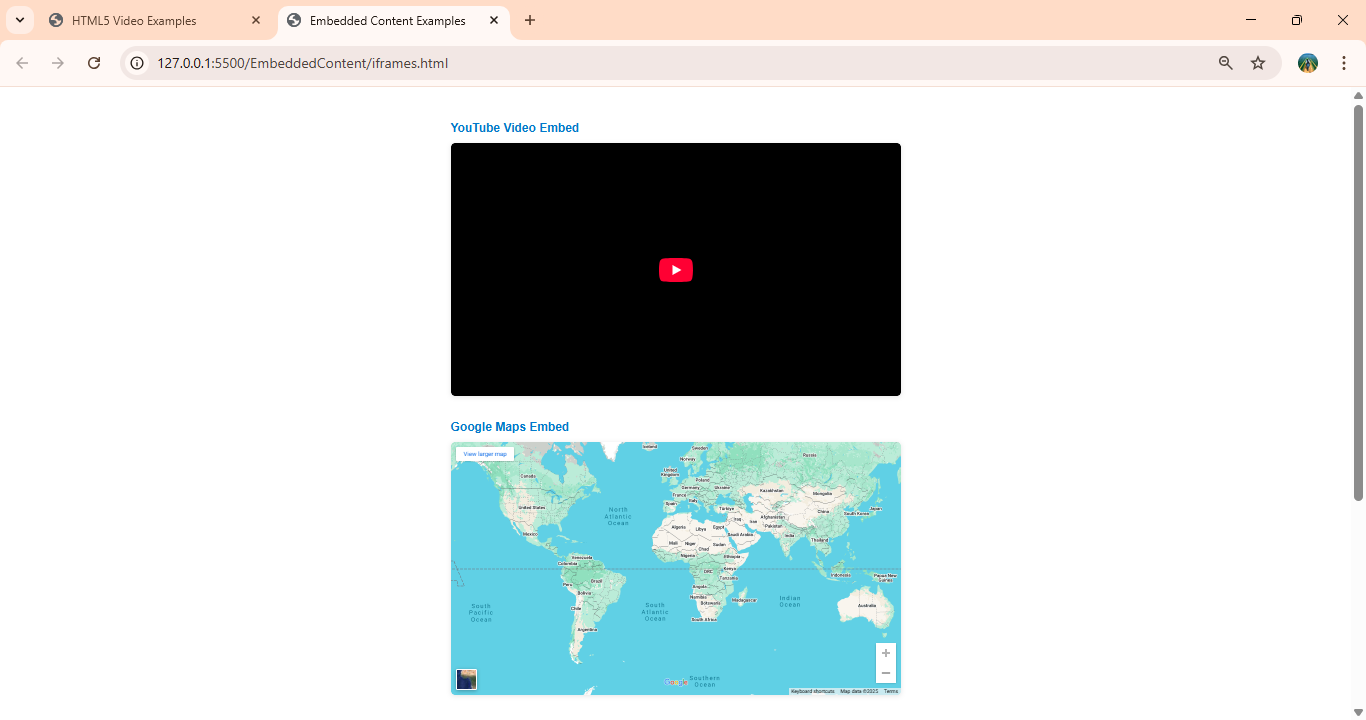 HTML5 Video Examples
Embedded Content Examples
127.0.0.1:5500/EmbeddedContent/iframes.html
YouTube Video Embed
Google Maps Embed
View larger map
Iceland
Sweden
Norway
Russia
Canada
United Kingdom
Poland
Germany
Ukraine
France
Italy
Spain
Kazakhstan
Mongolia
United States
North Atlantic Ocean
Türkiye
Iraq
Iran
Afghanistan
Pakistan
China
South Korea
Japan
Algeria
Libya
Egypt
Saudi Arabia
India
Thailand
Mexico
Mali
Niger
Chad
Sudan
Nigeria
Ethiopia
Venezuela
Colombia
DRC
Kenya
Tanzania
Indonesia
Papua New Guinea
Peru
Brazil
Bolivia
Angola
Namibia
Botswana
Madagascar
Indian Ocean
South Pacific Ocean
Chile
South Atlantic Ocean
South Africa
Australia
Argentina
Google
Southern Ocean
Keyboard shortcuts
Map data ©2025
Terms